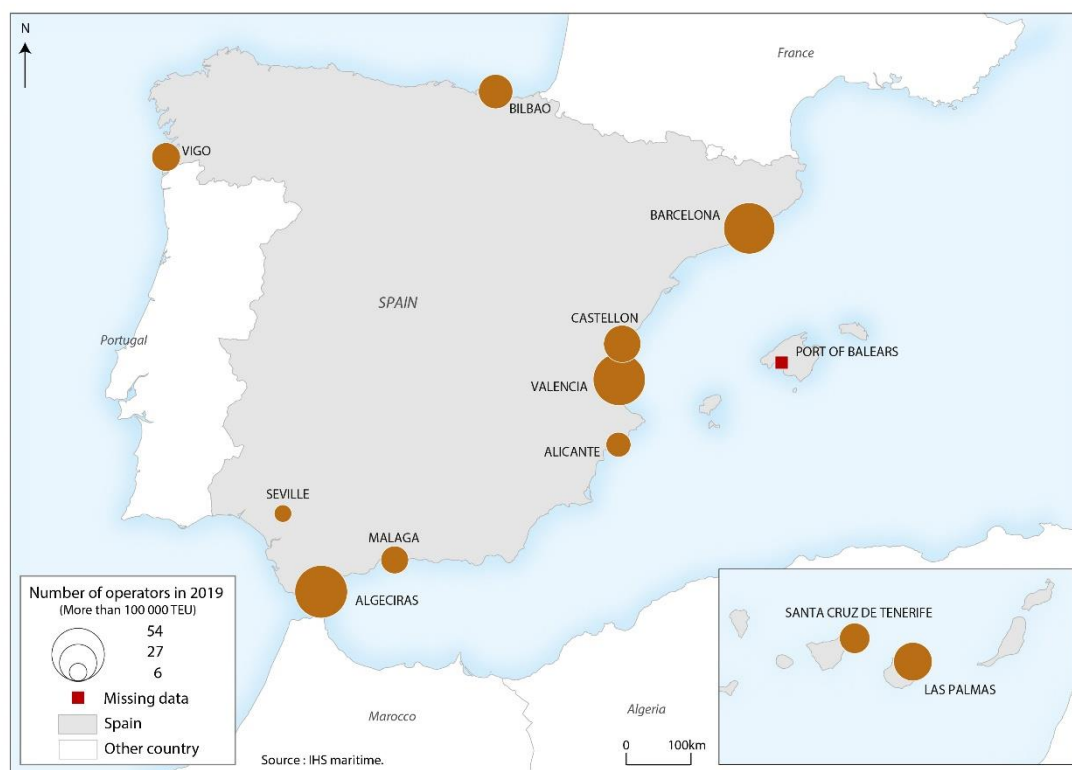 N
France
BILBAO
VIGO
BARCELONA
SPAIN
CASTELLON
Portugal
PORT OF BALEARS
VALENCIA
ALICANTE
SEVILLE
MALAGA
ALGECIRAS
Number of operators in 2019
(More than 100 000 TEU)
54
27
6
Missing data
Spain
Other country
Marocco
Source : IHS maritime.
Algeria
0 100km
SANTA CRUZ DE TENERIFE
LAS PALMAS